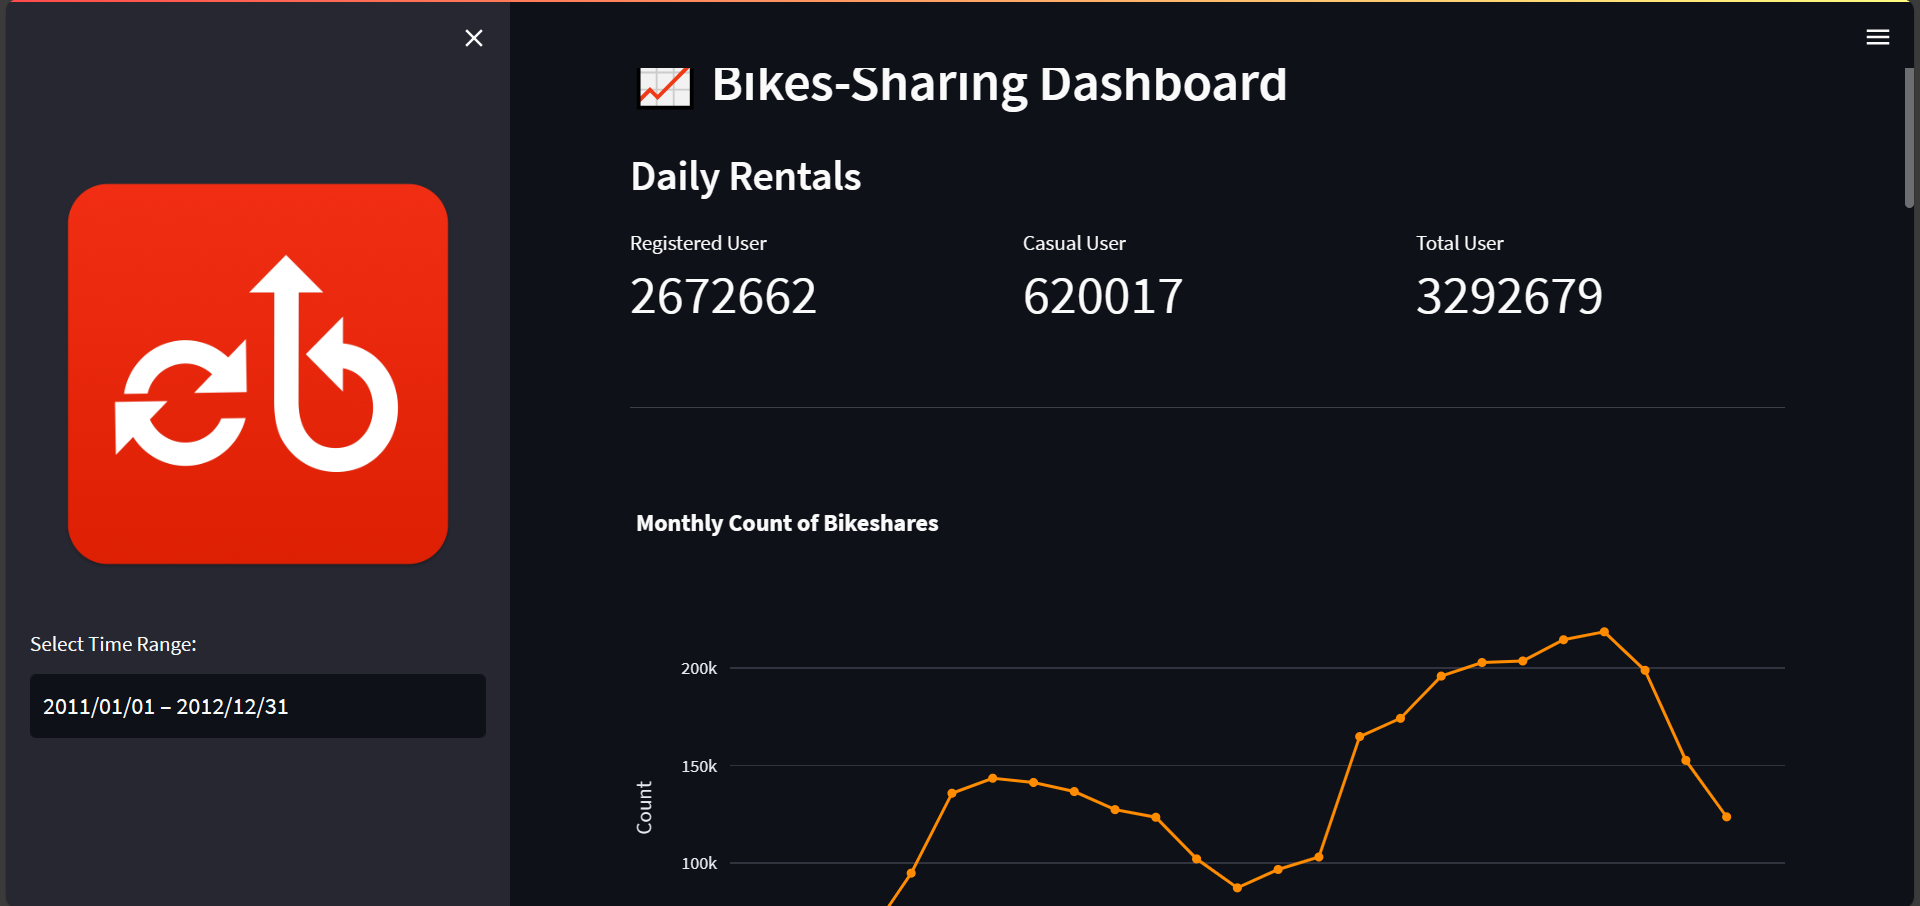 Bikes-Sharing Dashboard
Daily Rentals
Registered User
2672662
Casual User
620017
Total User
3292679
Select Time Range:
2011/01/01 – 2012/12/31
Monthly Count of Bikeshares
200k
150k
100k
Count